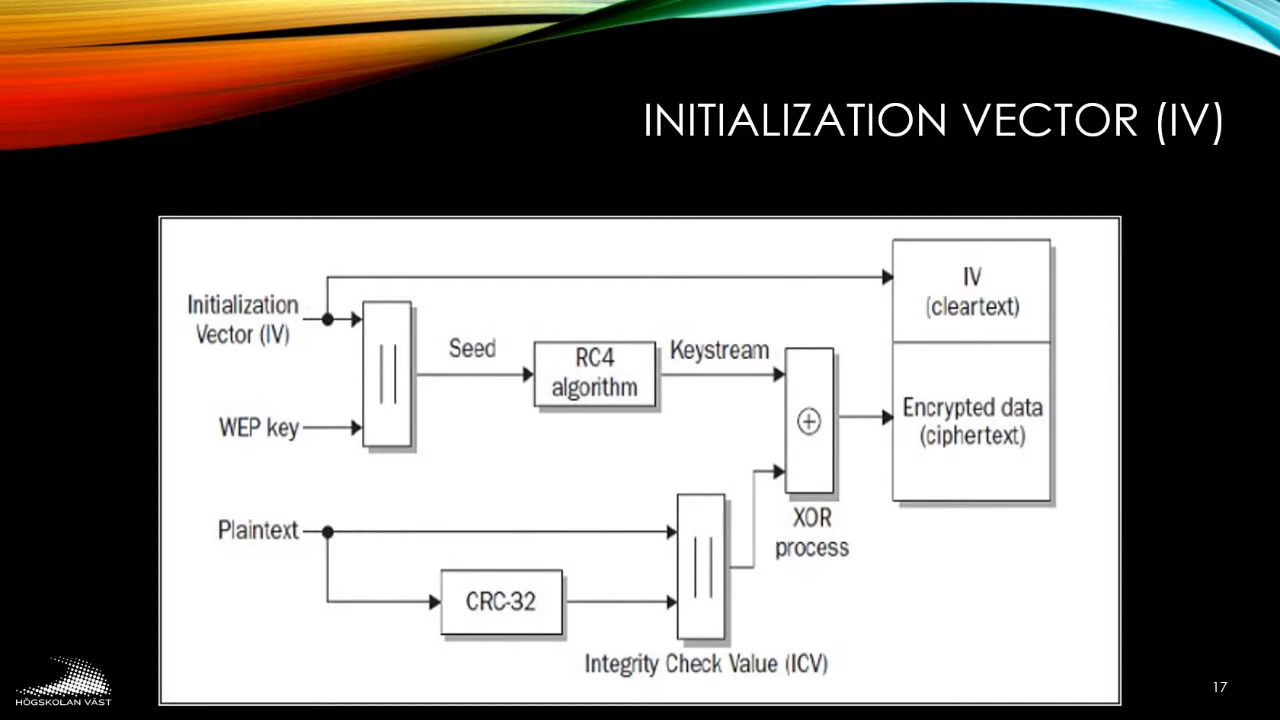 INITIALIZATION VECTOR (IV)
Initialization
Vector (IV)
WEP key
Seed
RC4
algorithm
Keystream
IV
(cleartext)
Encrypted data
(ciphertext)
Plaintext
CRC-32
XOR
process
Integrity Check Value (ICV)
HÖGSKOLAN VÄST
17